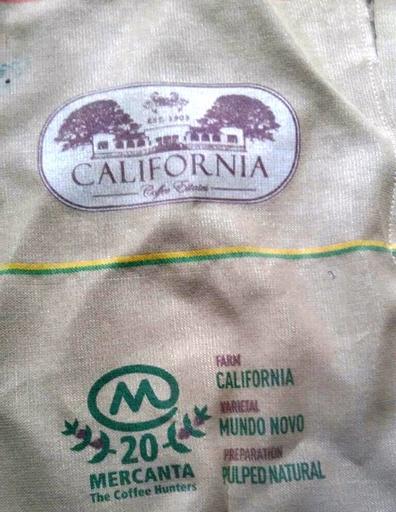 EST. 1903
CALIFORNIA
Coffee Estates
M
20
MERCANTA
The Coffee Hunters
FARM
CALIFORNIA
VARIETAL
MUNDO NOVO
PREPARATION
PULPED NATURAL